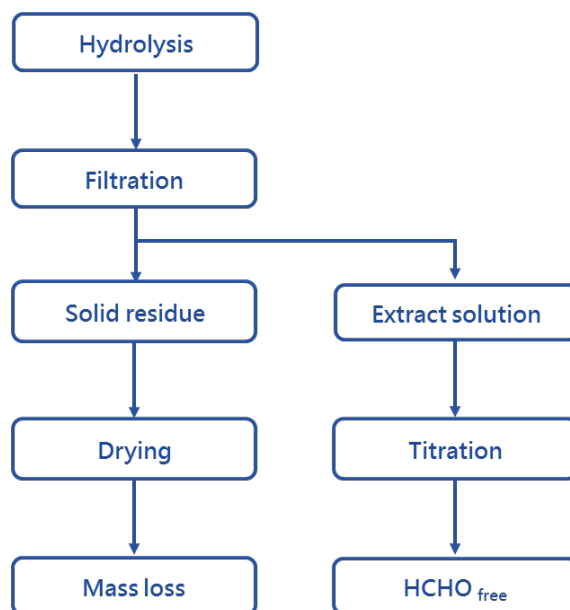 Hydrolysis
Filtration
Solid residue
Extract solution
Drying
Titration
Mass loss
HCHO free